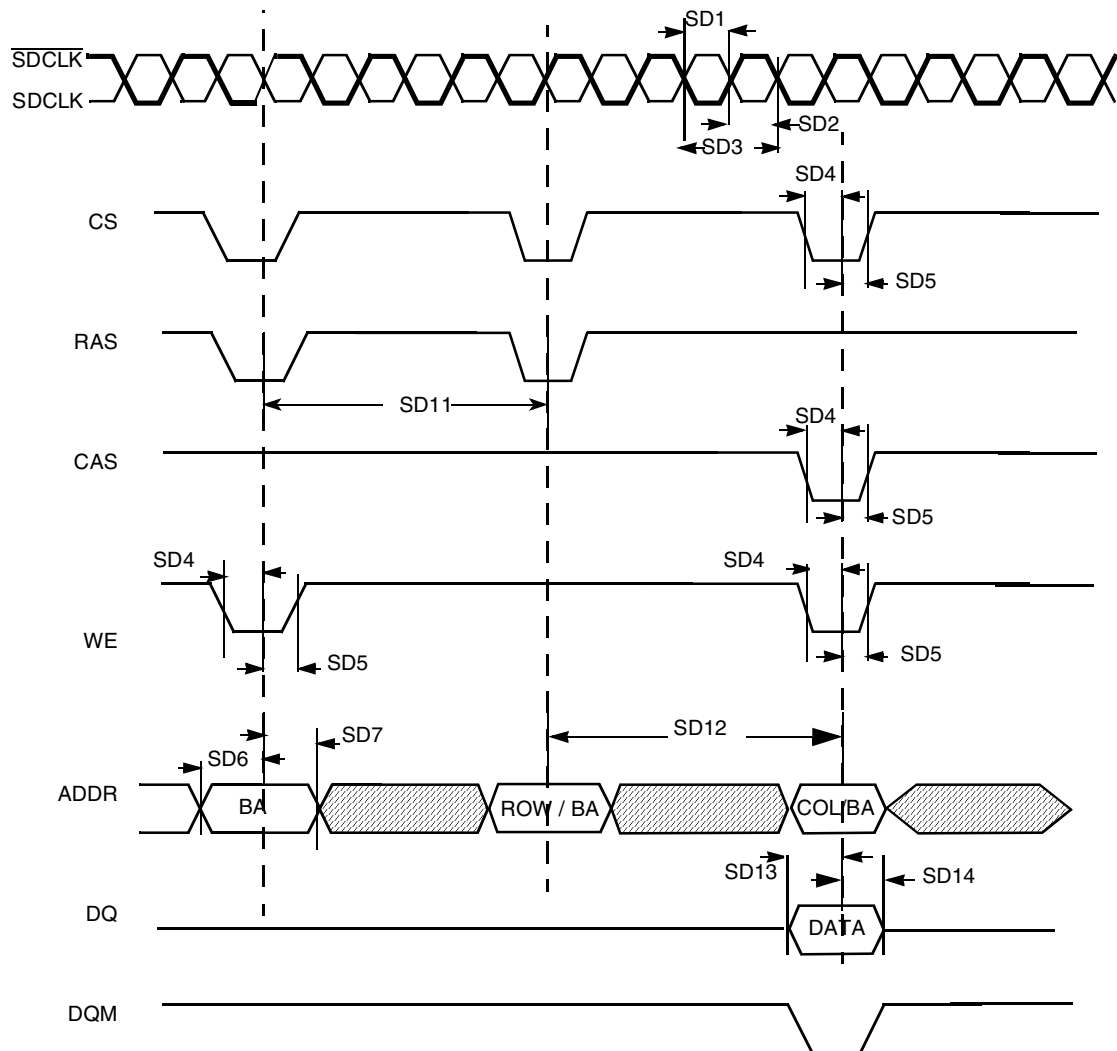 SD1
SDCLK
SDCLK
SD2
SD3
SD4
CS
SD5
RAS
SD11
SD4
CAS
SD5
SD4
SD4
WE
SD5
SD5
SD12
SD7
SD6
ADDR
BA
ROW / BA
COL/BA
SD13
SD14
DQ
DATA
DQM